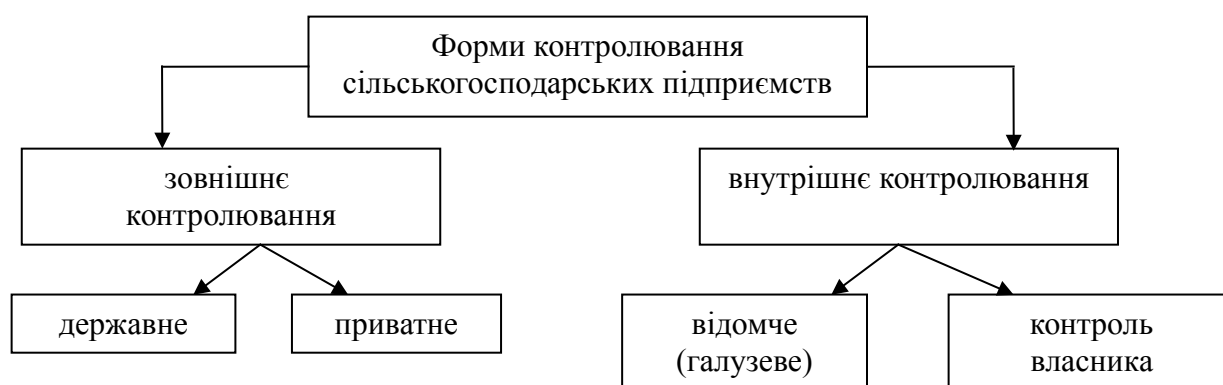 Форми контролювання
сільськогосподарських підприємств
зовнішнє
контролювання
внутрішнє контролювання
державне
приватне
відомче
(галузеве)
контроль
власника